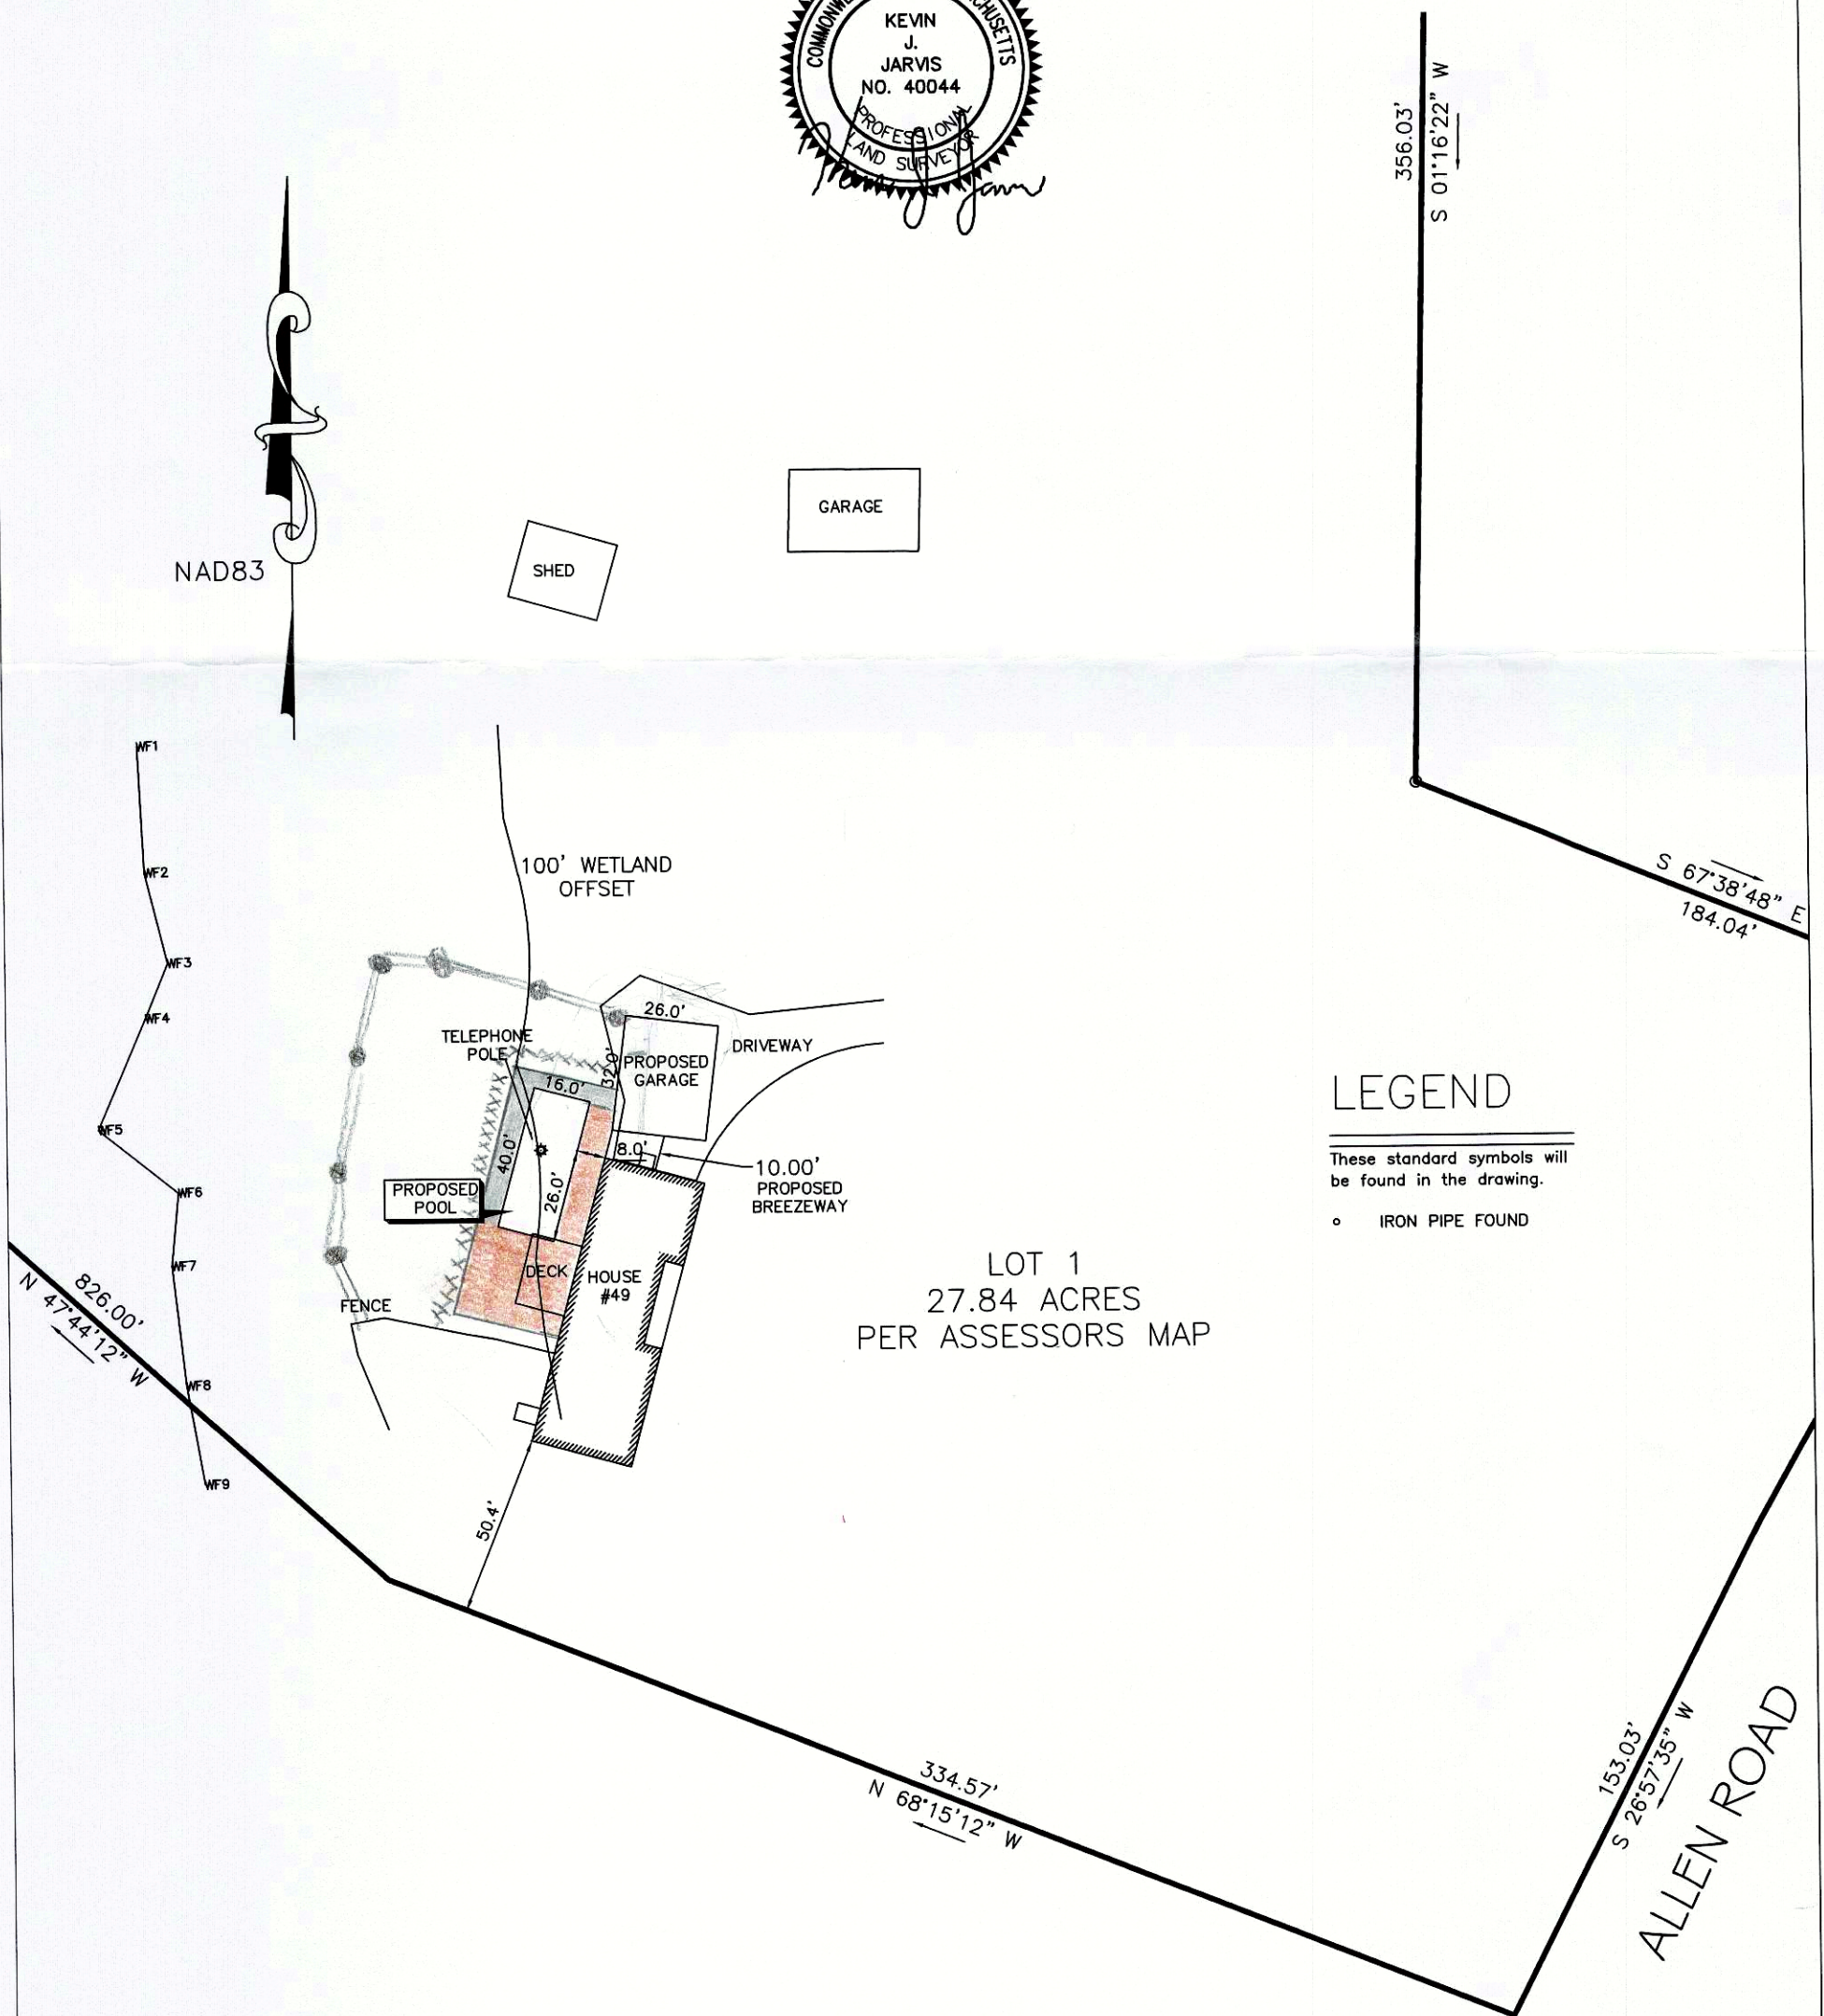 KEVIN
J.
JARVIS
NO. 40044
PROFESSIONAL
LAND SURVEYOR
356.03'
S 01°16'22" W
GARAGE
SHED
NAD83
WF1
WF2
WF3
WF4
WF5
WF6
WF7
WF8
WF9
100' WETLAND
OFFSET
S 67°38'48" E
184.04'
TELEPHONE
POLE
26.0'
32.0'
PROPOSED
GARAGE
DRIVEWAY
16.0'
40.0'
26.0'
8.0'
10.00'
PROPOSED
BREEZEWAY
PROPOSED
POOL
DECK
HOUSE
#49
FENCE
LEGEND
These standard symbols will
be found in the drawing.
IRON PIPE FOUND
LOT 1
27.84 ACRES
PER ASSESSORS MAP
826.00'
N 47°44'12" W
50.4'
334.57'
N 68°15'12" W
153.03'
S 26°57'35" W
ALLEN ROAD